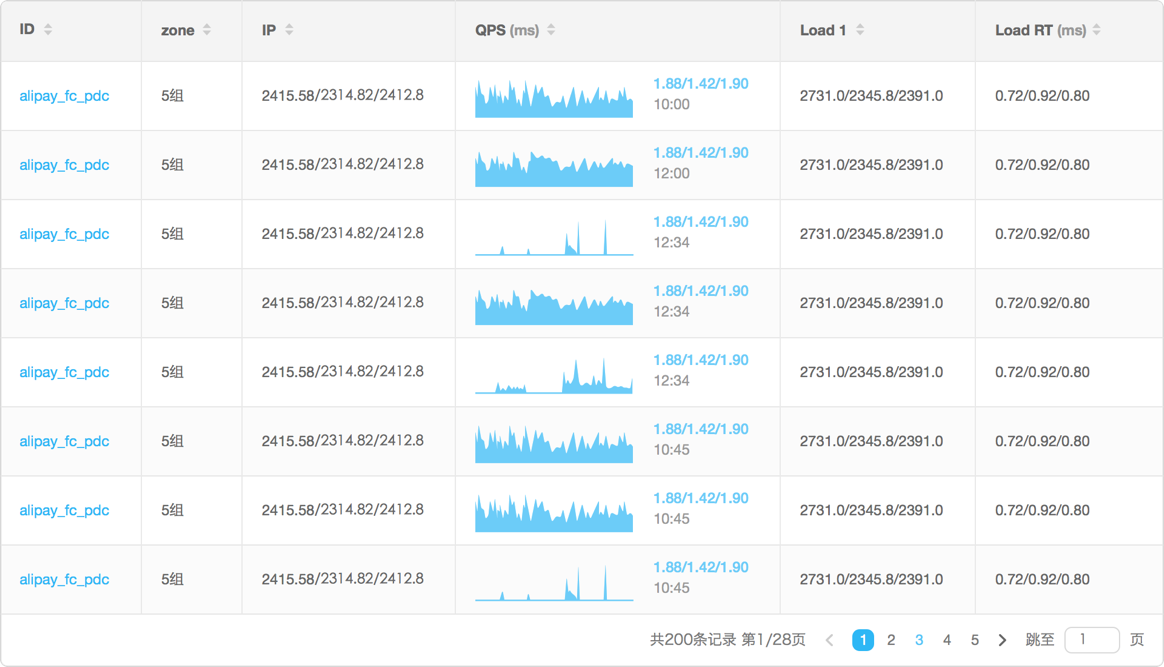 ID zone IP QPS (ms) Load 1 Load RT (ms)
alipay_fc_pdc 5组 2415.58/2314.82/2412.8 1.88/1.42/1.90 2731.0/2345.8/2391.0 0.72/0.92/0.80
10:00
alipay_fc_pdc 5组 2415.58/2314.82/2412.8 1.88/1.42/1.90 2731.0/2345.8/2391.0 0.72/0.92/0.80
12:00
alipay_fc_pdc 5组 2415.58/2314.82/2412.8 1.88/1.42/1.90 2731.0/2345.8/2391.0 0.72/0.92/0.80
12:34
alipay_fc_pdc 5组 2415.58/2314.82/2412.8 1.88/1.42/1.90 2731.0/2345.8/2391.0 0.72/0.92/0.80
12:34
alipay_fc_pdc 5组 2415.58/2314.82/2412.8 1.88/1.42/1.90 2731.0/2345.8/2391.0 0.72/0.92/0.80
12:34
alipay_fc_pdc 5组 2415.58/2314.82/2412.8 1.88/1.42/1.90 2731.0/2345.8/2391.0 0.72/0.92/0.80
10:45
alipay_fc_pdc 5组 2415.58/2314.82/2412.8 1.88/1.42/1.90 2731.0/2345.8/2391.0 0.72/0.92/0.80
10:45
alipay_fc_pdc 5组 2415.58/2314.82/2412.8 1.88/1.42/1.90 2731.0/2345.8/2391.0 0.72/0.92/0.80
10:45
共200条记录 第1/28页 1 2 3 4 5 跳至 1 页